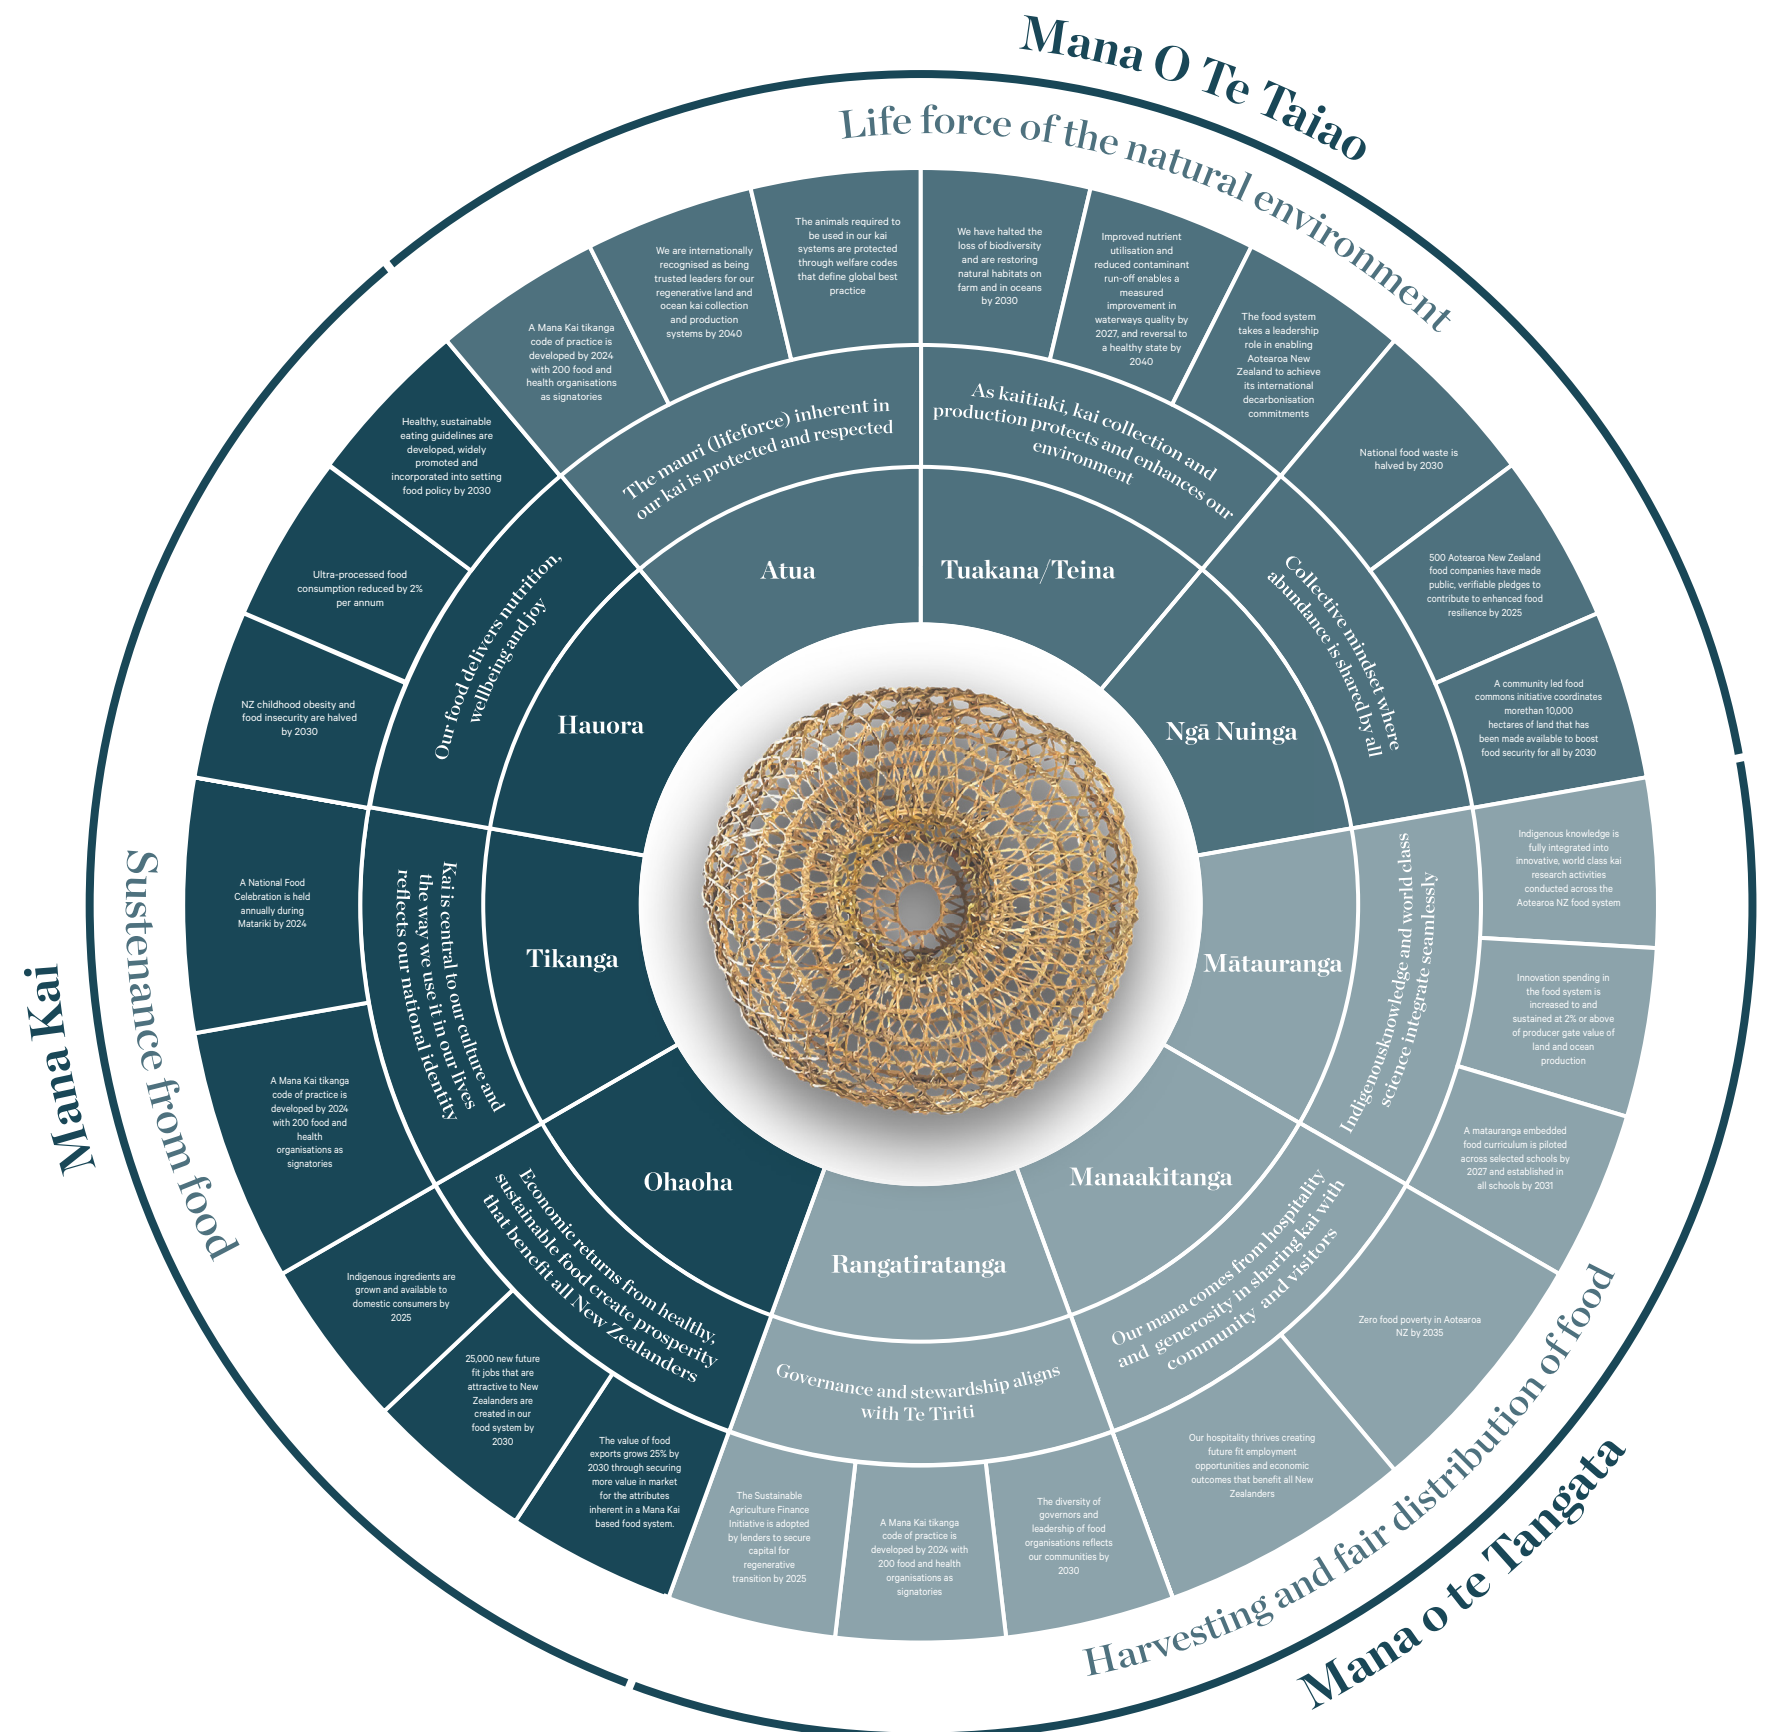 Mana O Te Taiao
Life force of the natural environment
Atua
The mauri (lifeforce) inherent in
our kai is protected and respected
A Mana Kai tikanga
code of practice is
developed by 2024
with 200 food and
health organisations
as signatories
We are internationally
recognised as being
trusted leaders for our
regenerative land and
ocean kai collection
and production
systems by 2040
The animals required to
be used in our kai
systems are protected
through welfare codes
that define global best
practice
Tuakana/Teina
As kaitiaki, kai collection and
production protects and enhances our
environment
We have halted the
loss of biodiversity
and are restoring
natural habitats on
farm and in oceans
by 2030
Improved nutrient
utilisation and
reduced contaminant
run-off enables a
measured
improvement in
waterways quality by
2027, and reversal to
a healthy state by
2040
The food system
takes a leadership
role in enabling
Aotearoa New
Zealand to achieve
its international
decarbonisation
commitments
Ngā Nuinga
Collective mindset where
abundance is shared by all
National food waste is
halved by 2030
500 Aotearoa New Zealand
food companies have made
public, verifiable pledges to
contribute to enhanced food
resilience by 2025
A community led food
commons initiative coordinates
morethan 10,000
hectares of land that has
been made available to boost
food security for all by 2030
Mana o te Tangata
Harvesting and fair distribution of food
Mātauranga
Indigenousknowledge and world class
science integrate seamlessly
Indigenous knowledge is
fully integrated into
innovative, world class kai
research activities
conducted across the
Aotearoa NZ food system
Innovation spending in
the food system is
increased to and
sustained at 2% or above
of producer gate value of
land and ocean
production
A matauranga embedded
food curriculum is piloted
across selected schools by
2027 and established in
all schools by 2031
Manaakitanga
Our mana comes from hospitality
and generosity in sharing kai with
community and visitors
Zero food poverty in Aotearoa
NZ by 2035
Our hospitality thrives creating
future fit employment
opportunities and economic
outcomes that benefit all New
Zealanders
Rangatiratanga
Governance and stewardship aligns
with Te Tiriti
The diversity of
governors and
leadership of food
organisations reflects
our communities by
2030
A Mana Kai tikanga
code of practice is
developed by 2024 with
200 food and health
organisations as
signatories
The Sustainable
Agriculture Finance
Initiative is adopted
by lenders to secure
capital for
regenerative
transition by 2025
Mana Kai
Sustenance from food
Ohaoha
Economic returns from healthy,
sustainable food create prosperity
that benefit all New Zealanders
The value of food
exports grows 25% by
2030 through securing
more value in market
for the attributes
inherent in a Mana Kai
based food system.
25,000 new future
fit jobs that are
attractive to New
Zealanders are
created in our
food system by
2030
Indigenous ingredients are
grown and available to
domestic consumers by
2025
Tikanga
Kai is central to our culture and
the way we use it in our lives
reflects our national identity
A Mana Kai tikanga
code of practice is
developed by 2024
with 200 food and
health
organisations as
signatories
A National Food
Celebration is held
annually during
Matariki by 2024
Hauora
Our food delivers nutrition,
wellbeing and joy
NZ childhood obesity and
food insecurity are halved
by 2030
Ultra-processed food
consumption reduced by 2%
per annum
Healthy, sustainable
eating guidelines are
developed, widely
promoted and
incorporated into setting
food policy by 2030